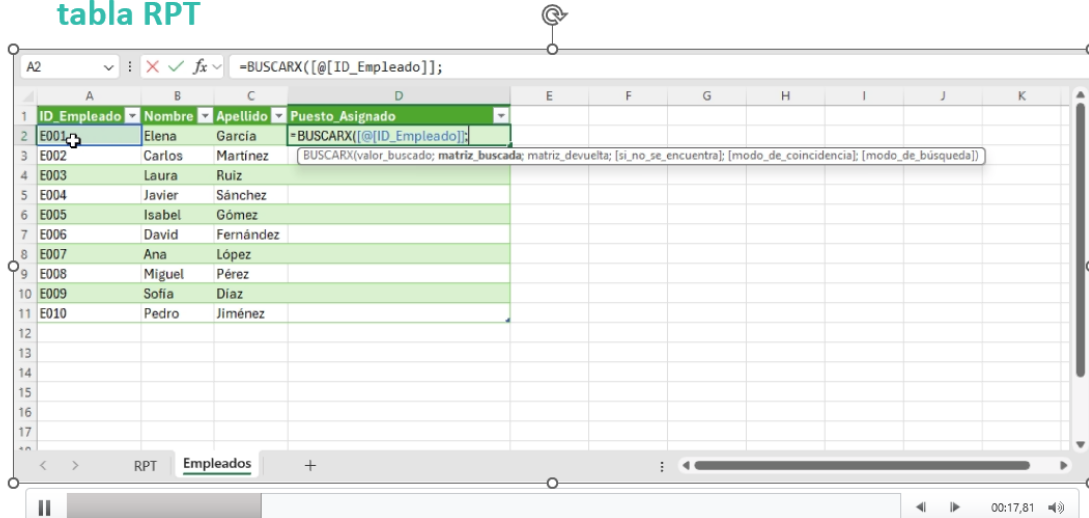 tabla RPT
A2 fx =BUSCARX([@[ID_Empleado]];
A B C D E F G H I J K
1 ID_Empleado Nombre Apellido Puesto_Asignado
2 E001 Elena García =BUSCARX([@[ID_Empleado]];
3 E002 Carlos Martínez BUSCARX(valor_buscado; matriz_buscada; matriz_devuelta; [si_no_se_encuentra]; [modo_de_coincidencia]; [modo_de_búsqueda])
4 E003 Laura Ruiz
5 E004 Javier Sánchez
6 E005 Isabel Gómez
7 E006 David Fernández
8 E007 Ana López
9 E008 Miguel Pérez
10 E009 Sofía Díaz
11 E010 Pedro Jiménez
12
13
14
15
16
17
RPT Empleados +
00:17,81